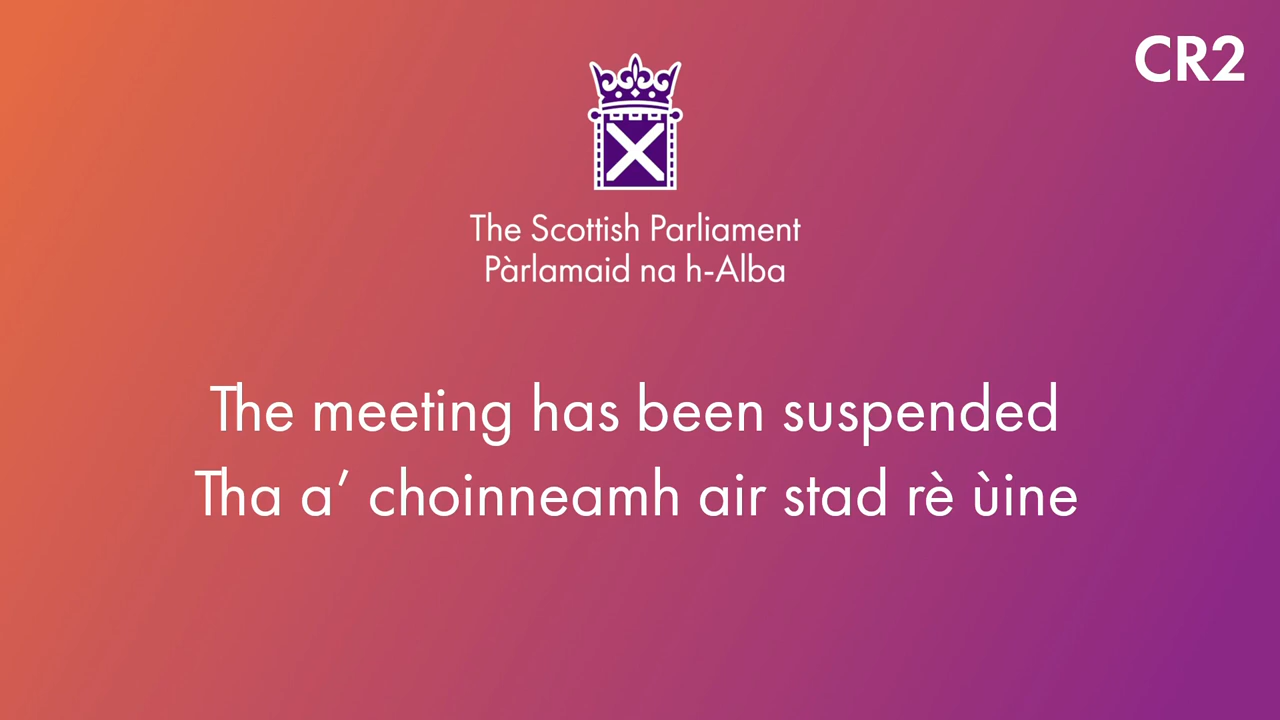 CR2
The Scottish Parliament
Pàrlamaid na h-Alba
The meeting has been suspended
Tha a’ choinneamh air stad rè ùine